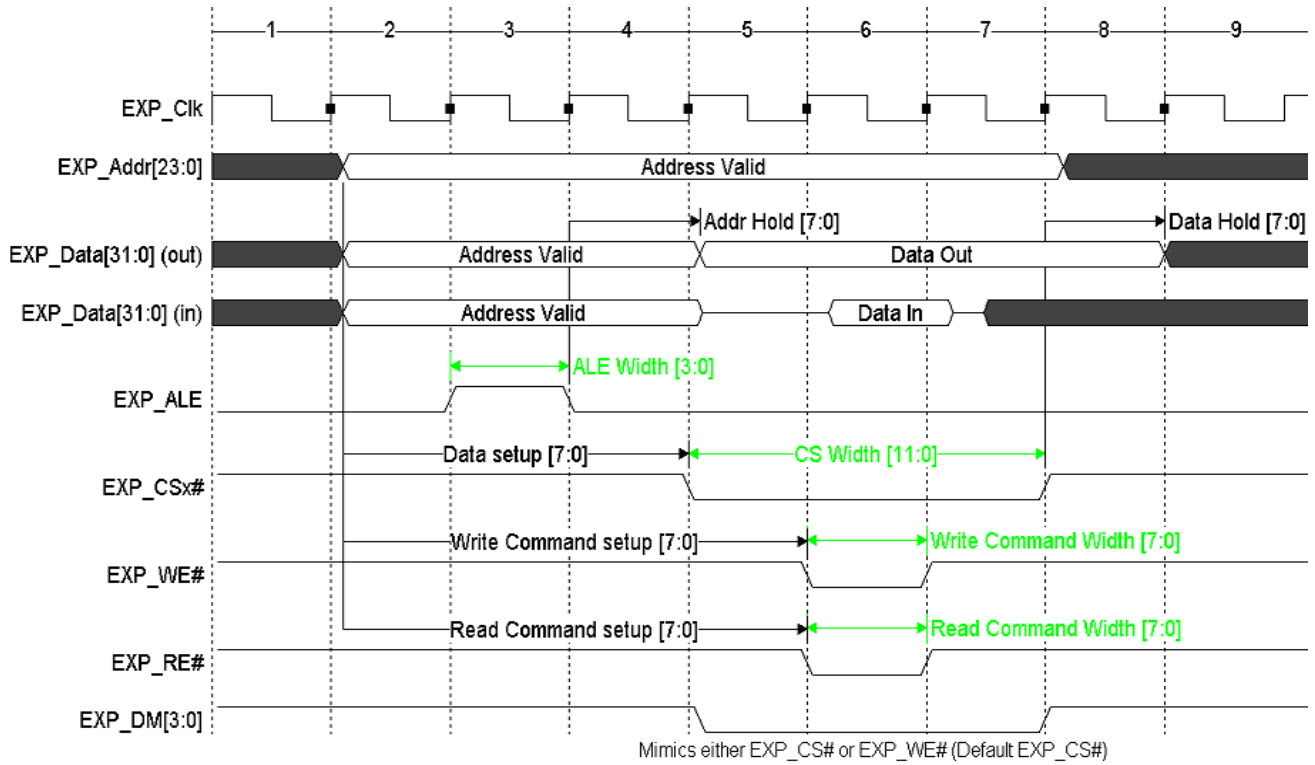 1 2 3 4 5 6 7 8 9
EXP_Clk
EXP_Addr[23:0] Address Valid
Addr Hold [7:0] Data Hold [7:0]
EXP_Data[31:0] (out) Address Valid Data Out
EXP_Data[31:0] (in) Address Valid Data In
ALE Width [3:0]
EXP_ALE
Data setup [7:0] CS Width [11:0]
EXP_CSx#
Write Command setup [7:0] Write Command Width [7:0]
EXP_WE#
Read Command setup [7:0] Read Command Width [7:0]
EXP_RE#
EXP_DM[3:0]
Mimics either EXP_CS# or EXP_WE# (Default EXP_CS#)